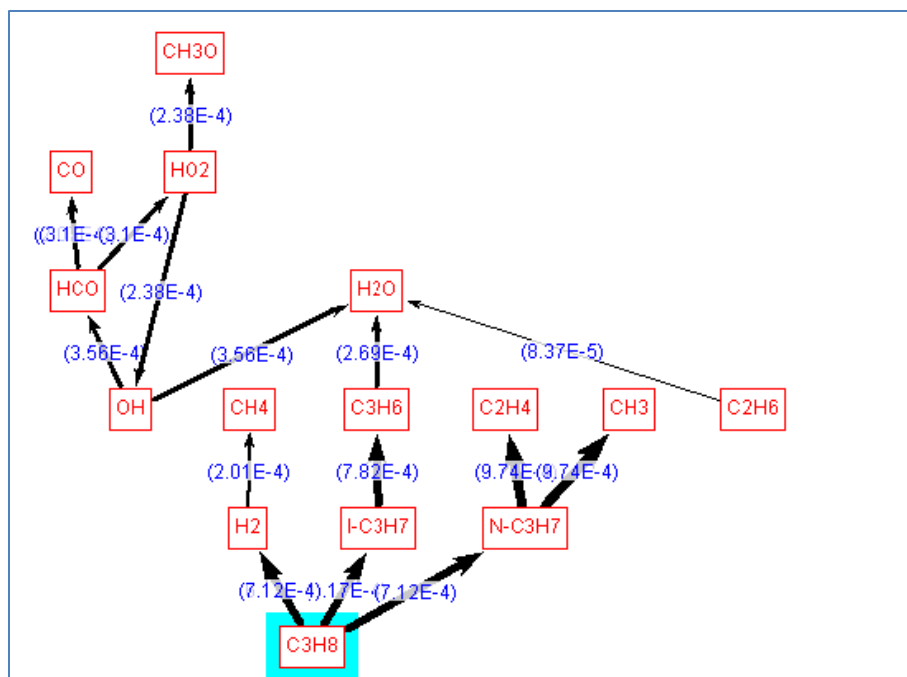 CH3O
(2.38E-4)
CO
HO2
(3.1E-4)
HCO
H2O
(2.38E-4)
(3.56E-4) (3.56E-4) (2.69E-4) (8.37E-5)
OH CH4 C3H6 C2H4 CH3 C2H6
(2.01E-4) (7.82E-4) (9.74E- (9.74E-4)
H2 I-C3H7 N-C3H7
(7.12E-4) .17E- (7.12E-4)
C3H8